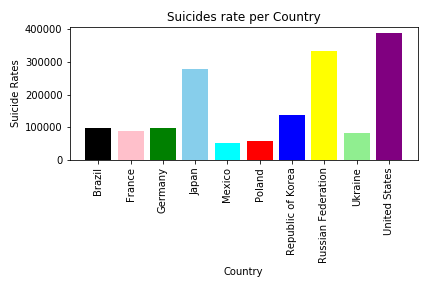 Suicides rate per Country
Suicide Rates
400000
300000
200000
100000
0
Brazil
France
Germany
Japan
Mexico
Poland
Republic of Korea
Russian Federation
Ukraine
United States
Country